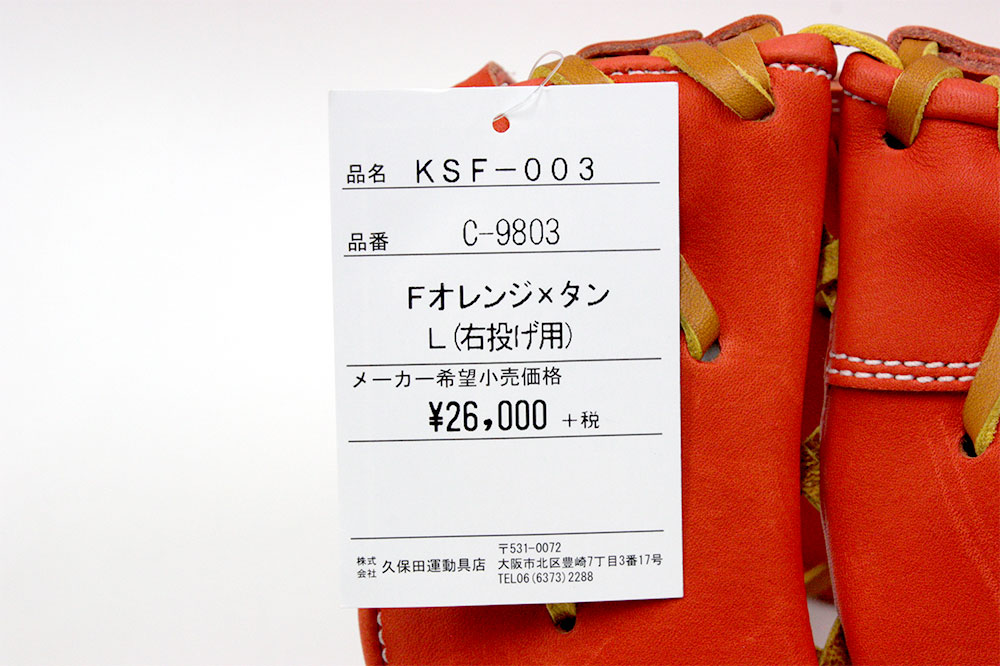 品名 KSF-003
品番 C-9803
Fオレンジ×タン
L(右投げ用)
メーカー希望小売価格
¥26,000 +税
株式会社 久保田運動具店
〒531-0072
大阪市北区豊崎7丁目3番17号
TEL06(6373)2288